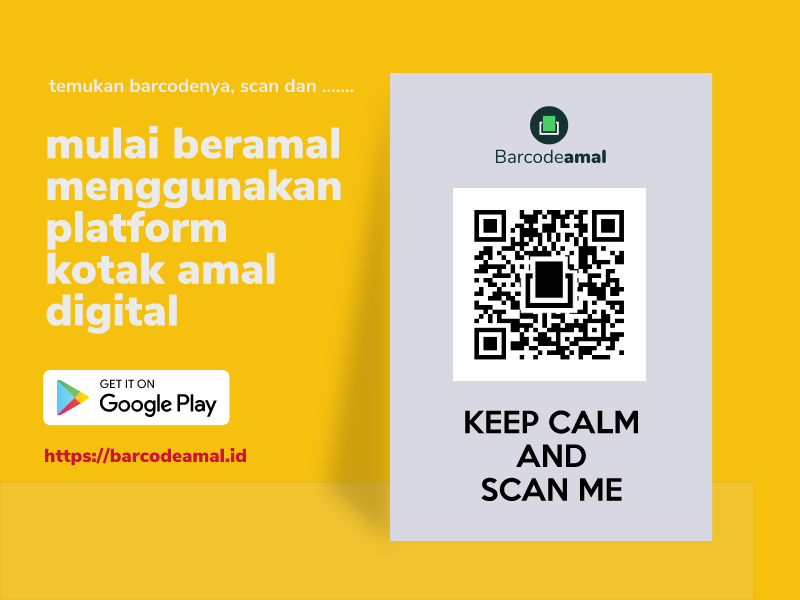 temukan barcodenya, scan dan .......
mulai beramal
menggunakan
platform
kotak amal
digital
GET IT ON
Google Play
https://barcodeamal.id
Barcodeamal
KEEP CALM
AND
SCAN ME